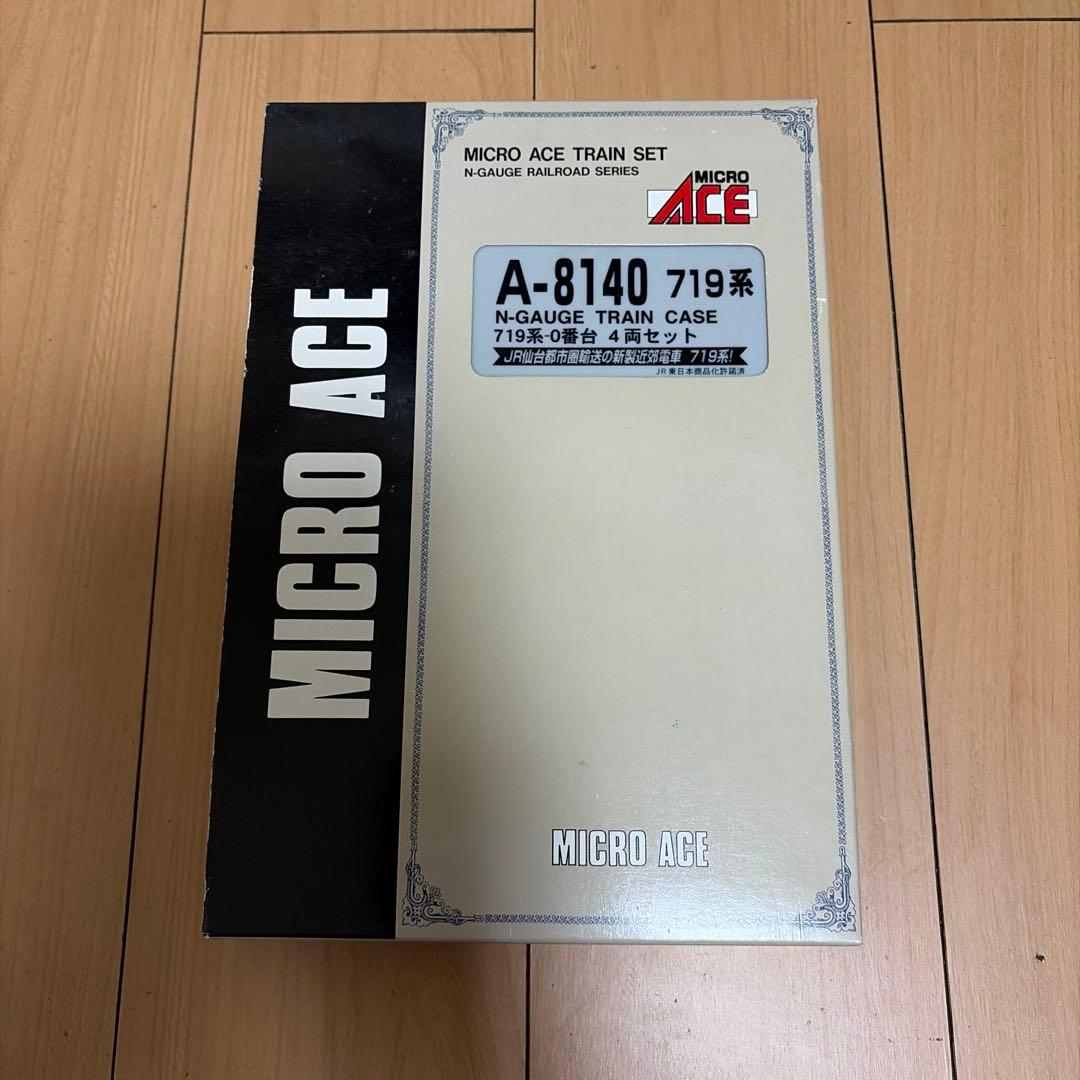 MICRO ACE
MICRO ACE TRAIN SET
N-GAUGE RAILROAD SERIES
MICRO
ACE
A-8140 719系
N-GAUGE TRAIN CASE
719系-0番台 4両セット
JR仙台都市圏輸送の新製近郊電車 719系!
JR東日本商品化許諾済
MICRO ACE